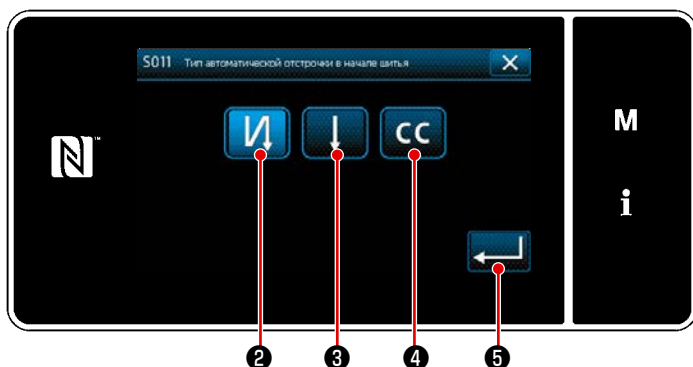 S011 Тип автоматической отстрочки в начале шитья
M
CC
i
❷ ❸ ❹ ❺